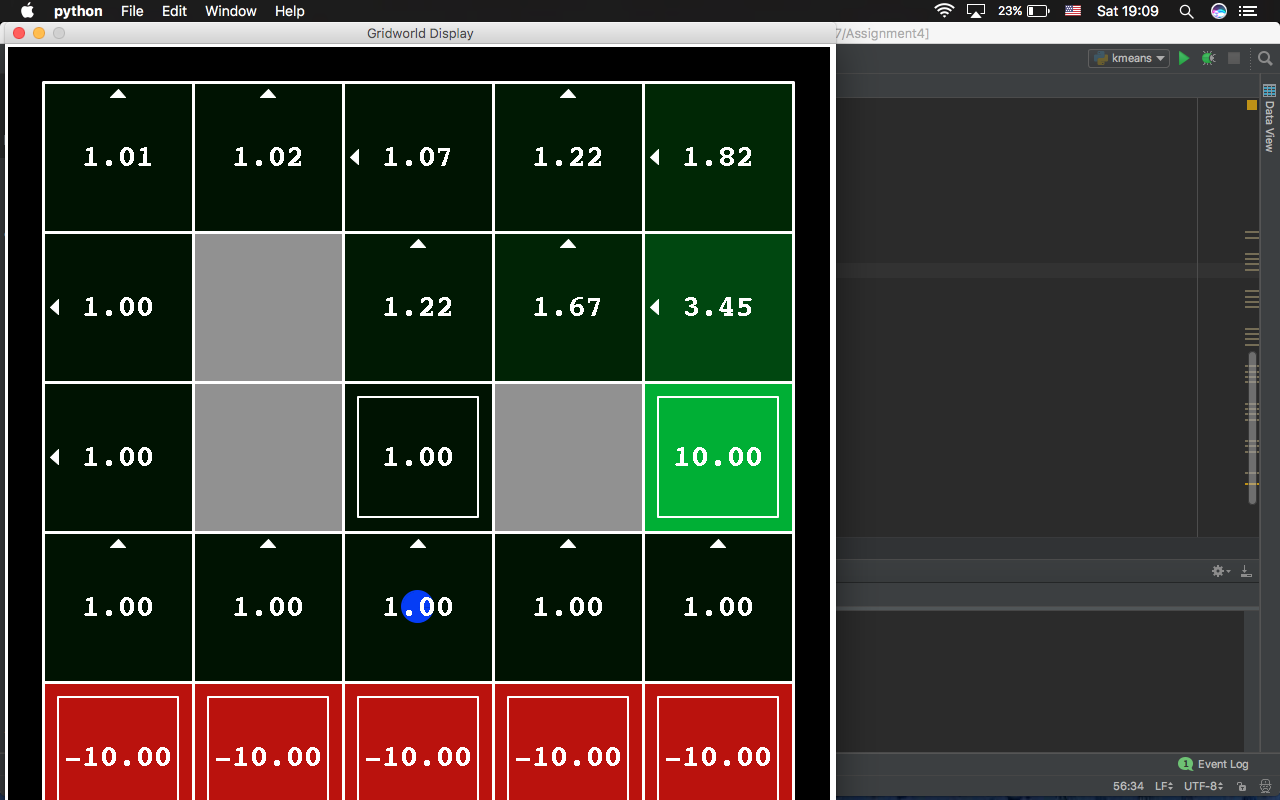 python File Edit Window Help 23% Sat 19:09
Gridworld Display
7/Assignment4]
kmeans
Data View
1.01 1.02 1.07 1.22 1.82
1.00 1.22 1.67 3.45
1.00 1.00 10.00
1.00 1.00 1.00 1.00 1.00
-10.00 -10.00 -10.00 -10.00 -10.00
1 Event Log
56:34 LF UTF-8